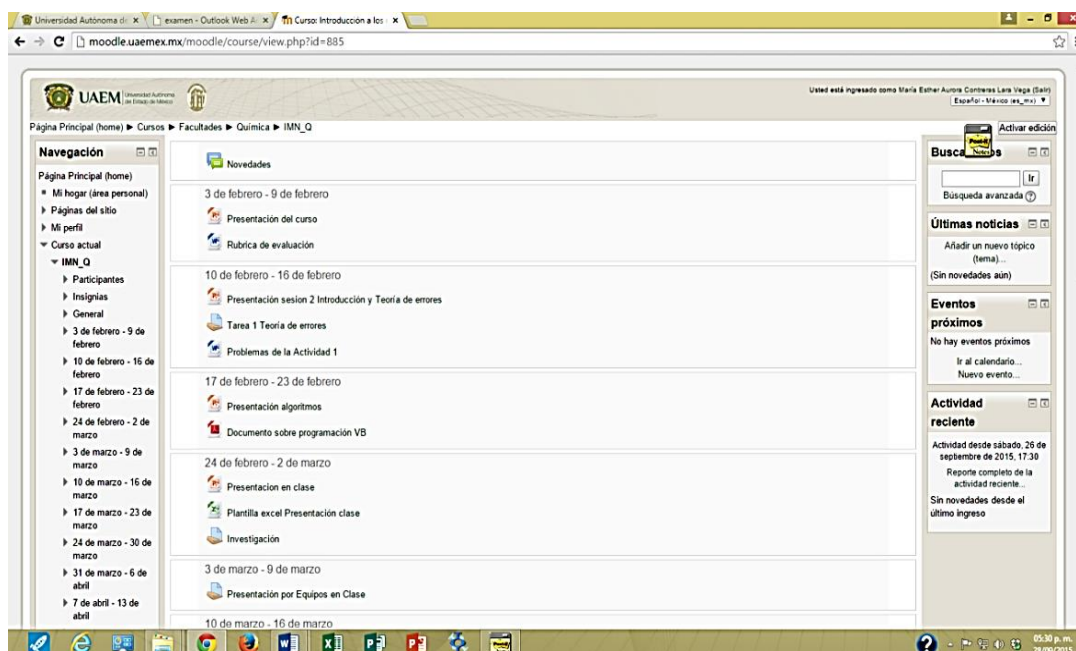 Universidad Autónoma de
examen - Outlook Web A
Curso: Introducción a los
moodle.uaemex.mx/moodle/course/view.php?id=885
UAEM Universidad Autónoma del Estado de México
Usted está ingresado como María Esther Aurora Contreras Lara Vega (Salir)
Español - México (es_mx)
Página Principal (home) ► Cursos ► Facultades ► Química ► IMN_Q
Activar edición
Navegación
Página Principal (home)
Mi hogar (área personal)
Páginas del sitio
Mi perfil
Curso actual
IMN_Q
Participantes
Insignias
General
3 de febrero - 9 de
febrero
10 de febrero - 16 de
febrero
17 de febrero - 23 de
febrero
24 de febrero - 2 de
marzo
3 de marzo - 9 de
marzo
10 de marzo - 16 de
marzo
17 de marzo - 23 de
marzo
24 de marzo - 30 de
marzo
31 de marzo - 6 de
abril
7 de abril - 13 de
abril
Novedades
3 de febrero - 9 de febrero
Presentación del curso
Rubrica de evaluación
10 de febrero - 16 de febrero
Presentación sesion 2 Introducción y Teoría de errores
Tarea 1 Teoría de errores
Problemas de la Actividad 1
17 de febrero - 23 de febrero
Presentación algoritmos
Documento sobre programación VB
24 de febrero - 2 de marzo
Presentacion en clase
Plantilla excel Presentación clase
Investigación
3 de marzo - 9 de marzo
Presentación por Equipos en Clase
10 de marzo - 16 de marzo
Post-it
Notes
Ir
Búsqueda avanzada
Últimas noticias
Añadir un nuevo tópico
(tema)...
(Sin novedades aún)
Eventos
próximos
No hay eventos próximos
Ir al calendario...
Nuevo evento...
Actividad
reciente
Actividad desde sábado, 26 de
septiembre de 2015, 17:30
Reporte completo de la
actividad reciente...
Sin novedades desde el
último ingreso
05:30 p. m.
28/09/2015